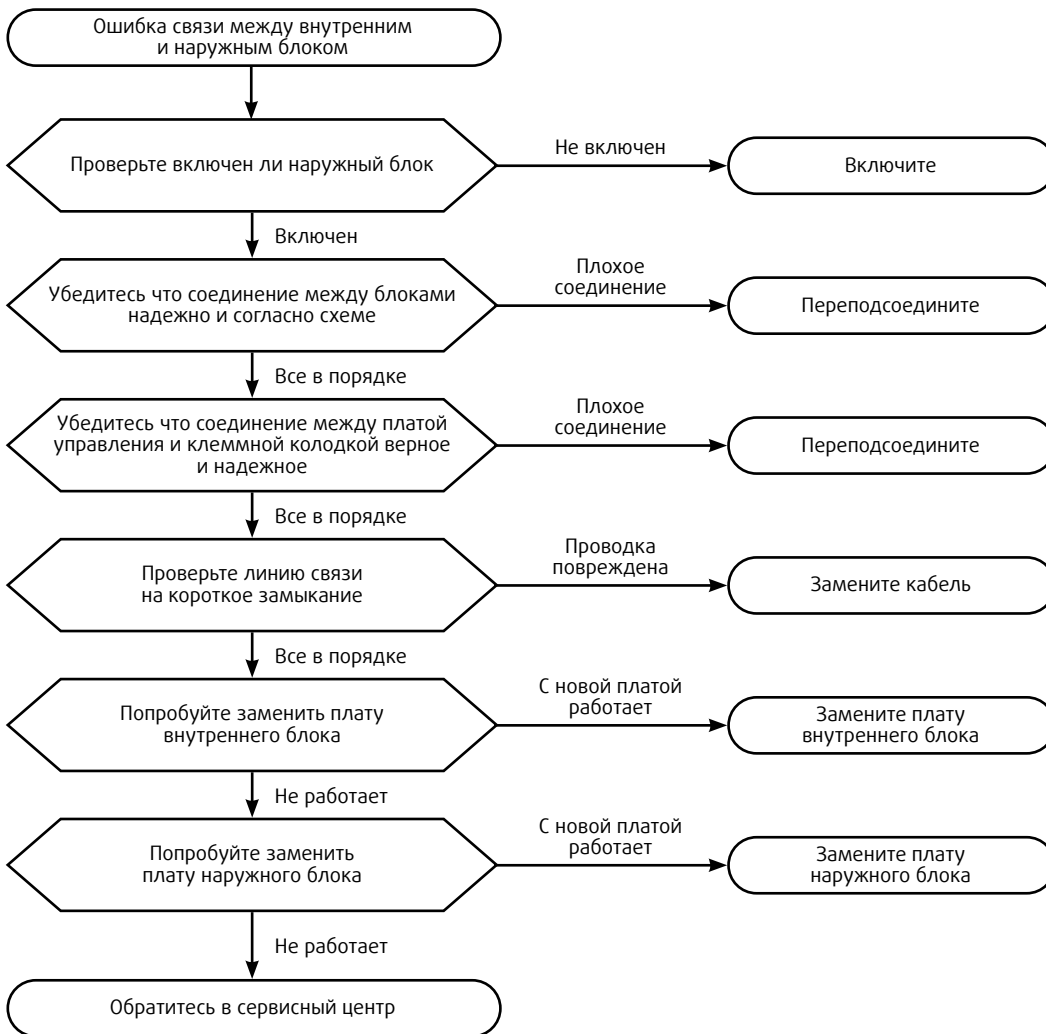 Ошибка связи между внутренним
и наружным блоком
Проверьте включен ли наружный блок
Не включен
Включите
Включен
Убедитесь что соединение между блоками
надежно и согласно схеме
Плохое
соединение
Переподсоедините
Все в порядке
Убедитесь что соединение между платой
управления и клеммной колодкой верное
и надежное
Плохое
соединение
Переподсоедините
Все в порядке
Проверьте линию связи
на короткое замыкание
Проводка
повреждена
Замените кабель
Все в порядке
Попробуйте заменить плату
внутреннего блока
С новой платой
работает
Замените плату
внутреннего блока
Не работает
Попробуйте заменить
плату наружного блока
С новой платой
работает
Замените плату
наружного блока
Не работает
Обратитесь в сервисный центр